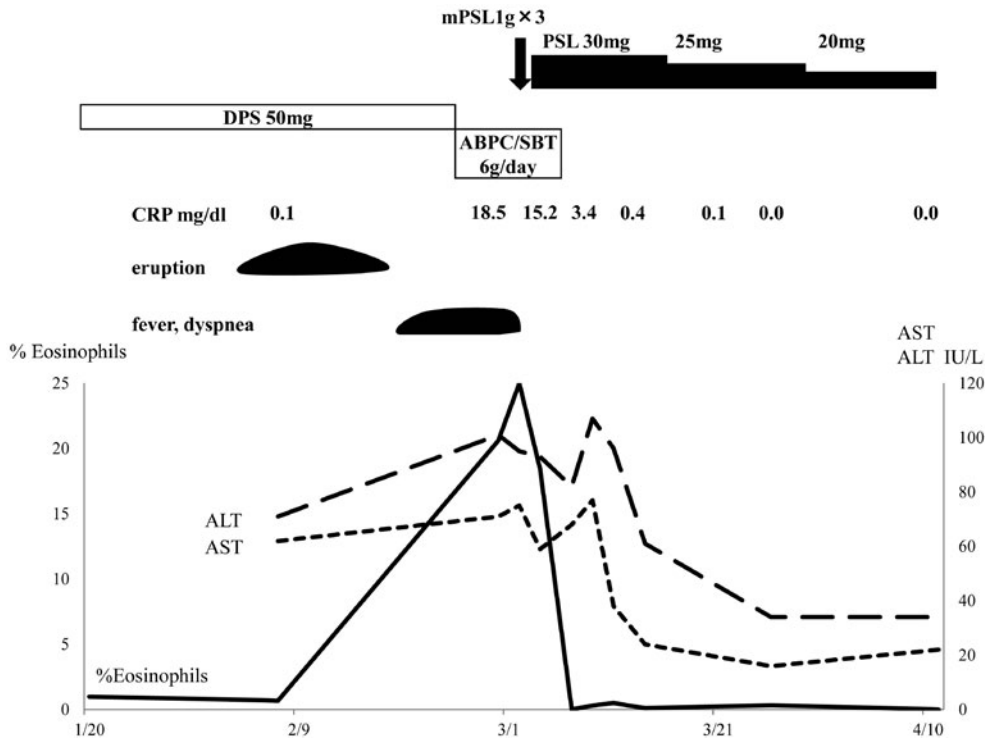 mPSL1g×3
PSL 30mg 25mg 20mg
DPS 50mg
ABPC/SBT
6g/day
CRP mg/dl 0.1 18.5 15.2 3.4 0.4 0.1 0.0 0.0
eruption
fever, dyspnea
% Eosinophils
AST
ALT IU/L
25 120
20 100
80
15
ALT
AST
60
10
40
5
%Eosinophils
20
0 0
1/20 2/9 3/1 3/21 4/10